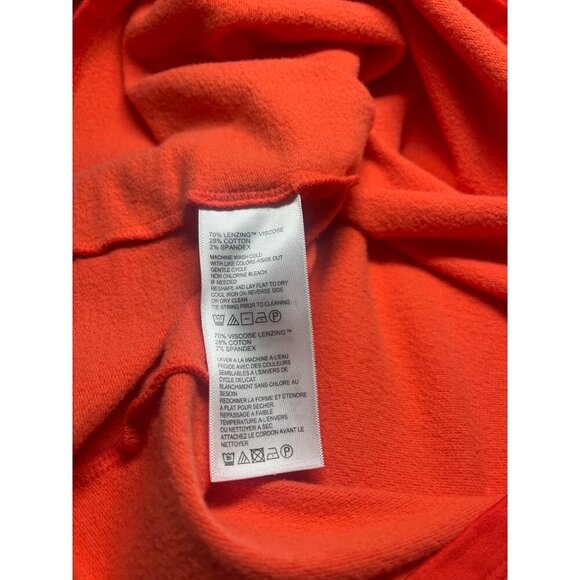 70% LENZING™ VISCOSE
28% COTTON
2% SPANDEX
MACHINE WASH COLD
WITH LIKE COLORS INSIDE OUT
GENTLE CYCLE
NON CHLORINE BLEACH
IF NEEDED
RESHAPE AND LAY FLAT TO DRY
COOL IRON ON REVERSE SIDE
OR DRY CLEAN
TIE STRING PRIOR TO CLEANING
70% VISCOSE LENZING™
28% COTON
2% SPANDEX
LAVER A LA MACHINE A L'EAU
FROIDE AVEC DES COULEURS
SEMBLABLES A L'ENVERS DE
CYCLE DELICAT
BLANCHIMENT SANS CHLORE AU
BESOIN
REDONNER LA FORME ET ETENDRE
A PLAT POUR SECHER
REPASSAGE A FAIBLE
TEMPERATURE A L'ENVERS
OU NETTOYER A SEC
ATTACHEZ LE CORDON AVANT LE
NETTOYER